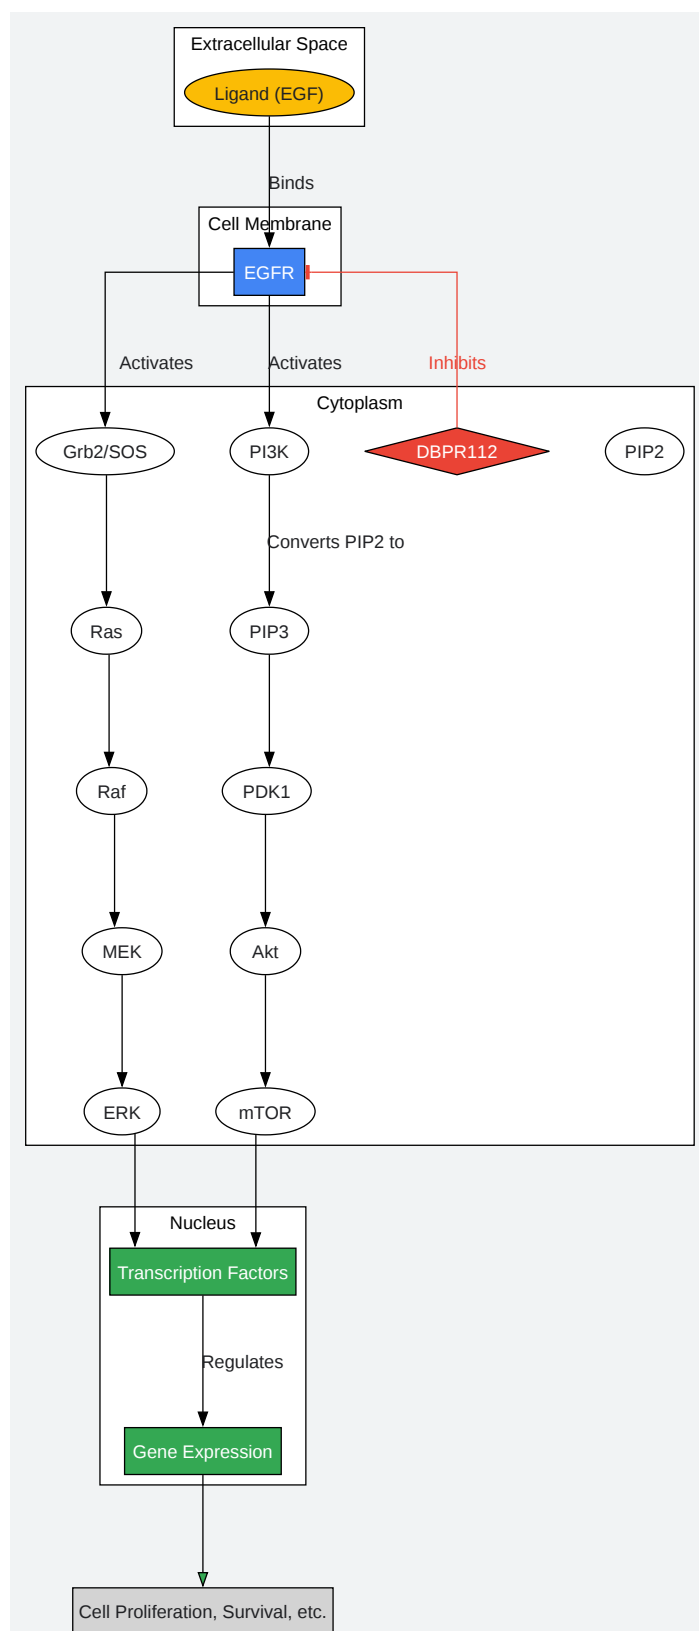 Extracellular Space
Ligand (EGF)
Binds
Cell Membrane
EGFR
Activates
Activates
Inhibits
Cytoplasm
Grb2/SOS
PI3K
DBPR112
PIP2
Converts PIP2 to
Ras
PIP3
Raf
PDK1
MEK
Akt
ERK
mTOR
Nucleus
Transcription Factors
Regulates
Gene Expression
Cell Proliferation, Survival, etc.